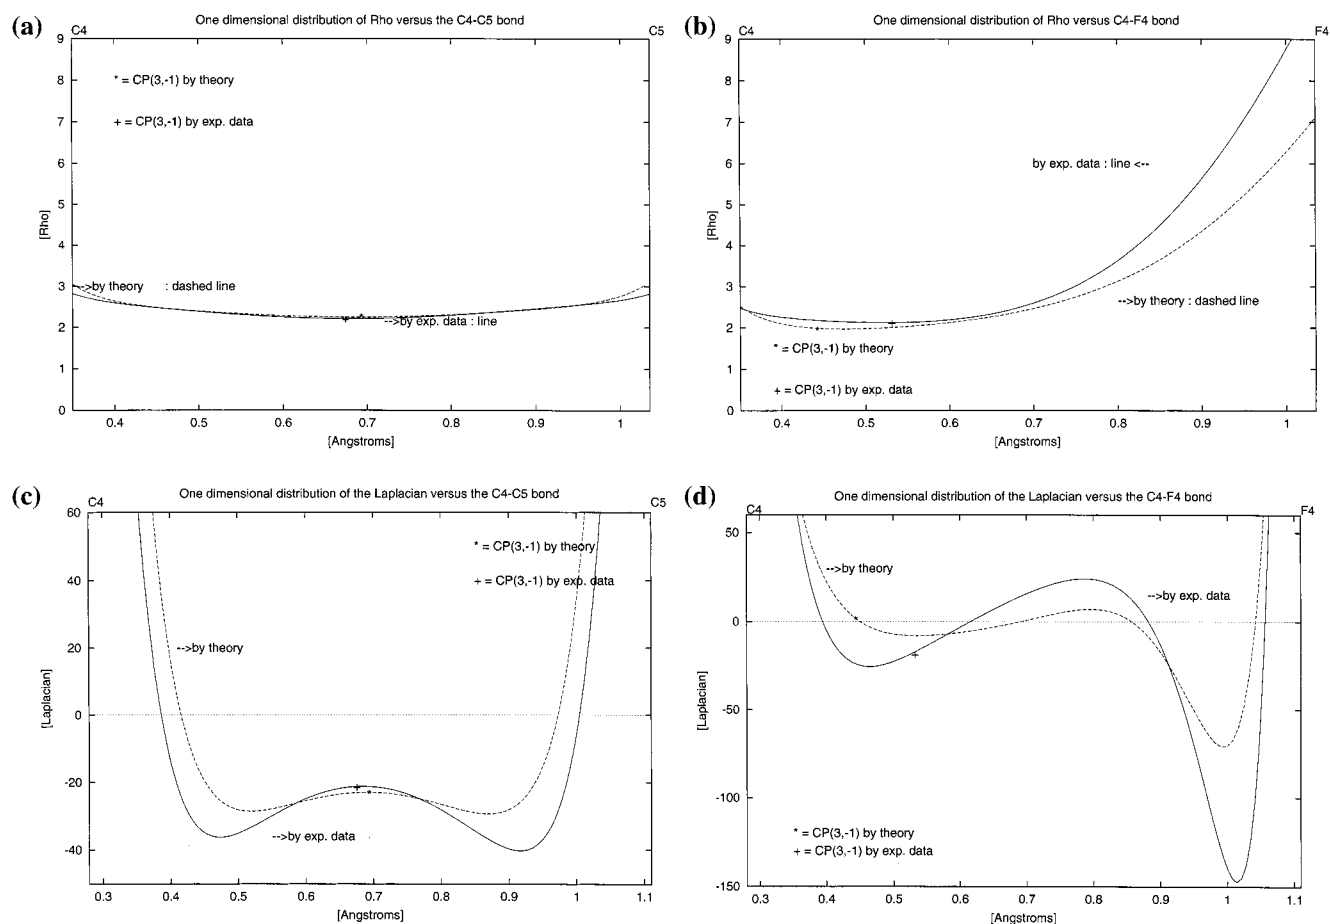 (a)
One dimensional distribution of Rho versus the C4-C5 bond
C4
C5
9
8
7
6
5
4
3
2
1
0
[Rho]
* = CP(3,-1) by theory
+ = CP(3,-1) by exp. data
-->by theory : dashed line
-->by exp. data : line
0.4 0.5 0.6 0.7 0.8 0.9 1
[Angstroms]
(b)
One dimensional distribution of Rho versus C4-F4 bond
C4
F4
9
8
7
6
5
4
3
2
1
0
[Rho]
by exp. data : line <--
-->by theory : dashed line
* = CP(3,-1) by theory
+ = CP(3,-1) by exp. data
0.4 0.5 0.6 0.7 0.8 0.9 1
[Angstroms]
(c)
One dimensional distribution of the Laplacian versus the C4-C5 bond
C4
C5
60
40
20
0
-20
-40
[Laplacian]
* = CP(3,-1) by theory
+ = CP(3,-1) by exp. data
-->by theory
-->by exp. data
0.3 0.4 0.5 0.6 0.7 0.8 0.9 1 1.1
[Angstroms]
(d)
One dimensional distribution of the Laplacian versus the C4-F4 bond
C4
F4
50
0
-50
-100
-150
[Laplacian]
-->by theory
-->by exp. data
* = CP(3,-1) by theory
+ = CP(3,-1) by exp. data
0.3 0.4 0.5 0.6 0.7 0.8 0.9 1 1.1
[Angstroms]